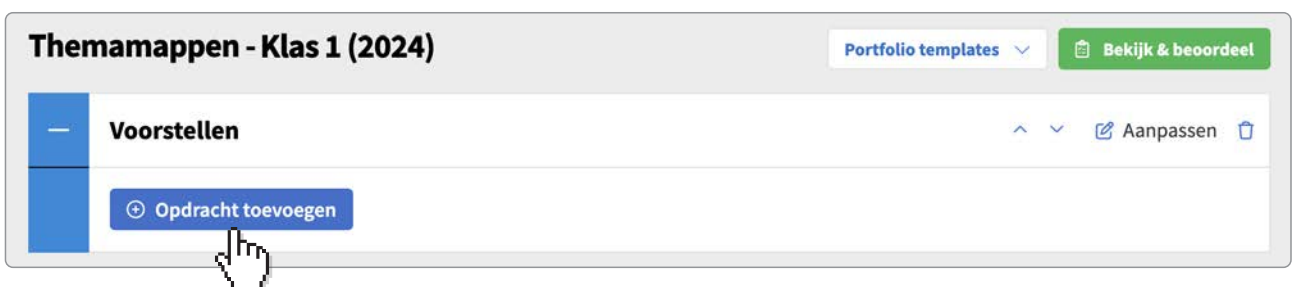 Themamappen - Klas 1 (2024)
Portfolio templates
Bekijk & beoordeel
Voorstellen
Aanpassen
Opdracht toevoegen